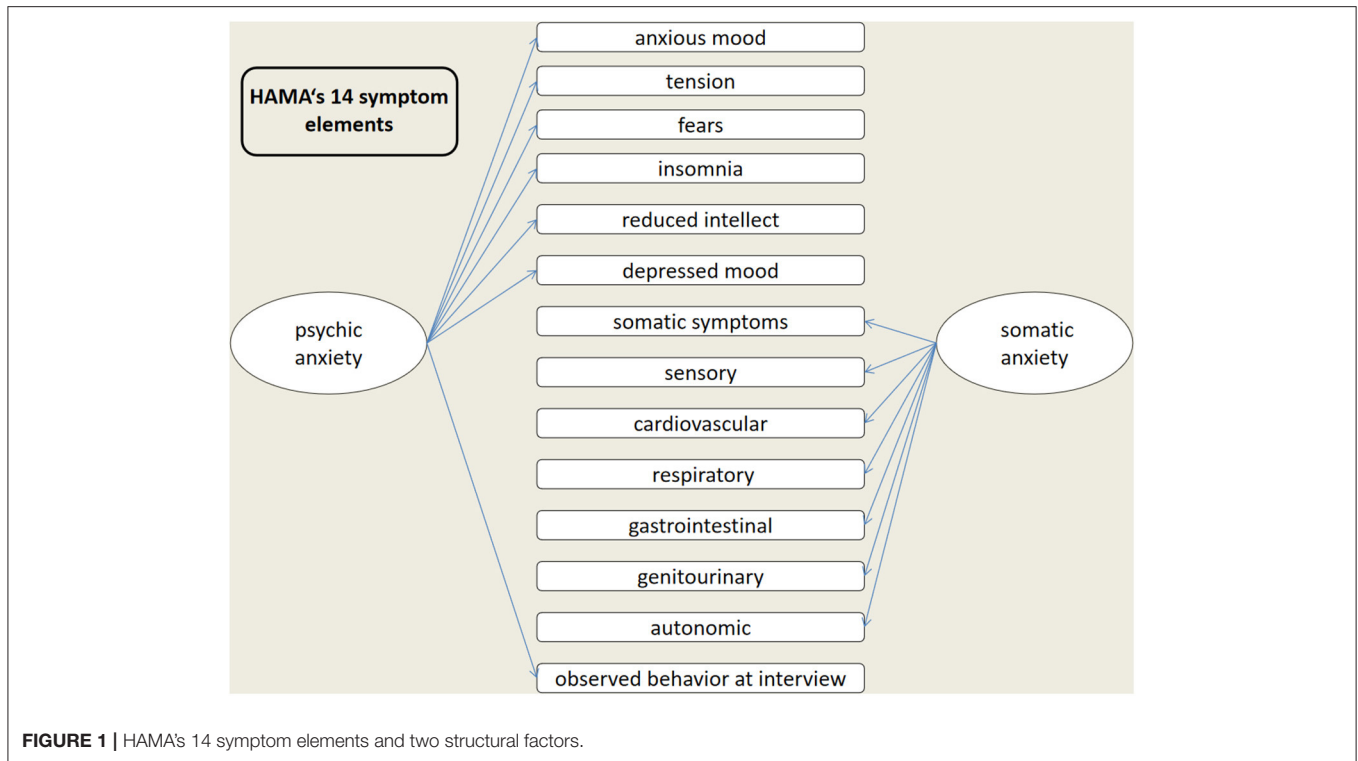 anxious mood
HAMA‘s 14 symptom
elements
tension
fears
insomnia
reduced intellect
depressed mood
psychic
anxiety
somatic symptoms
somatic
anxiety
sensory
cardiovascular
respiratory
gastrointestinal
genitourinary
autonomic
observed behavior at interview
FIGURE 1 | HAMA’s 14 symptom elements and two structural factors.